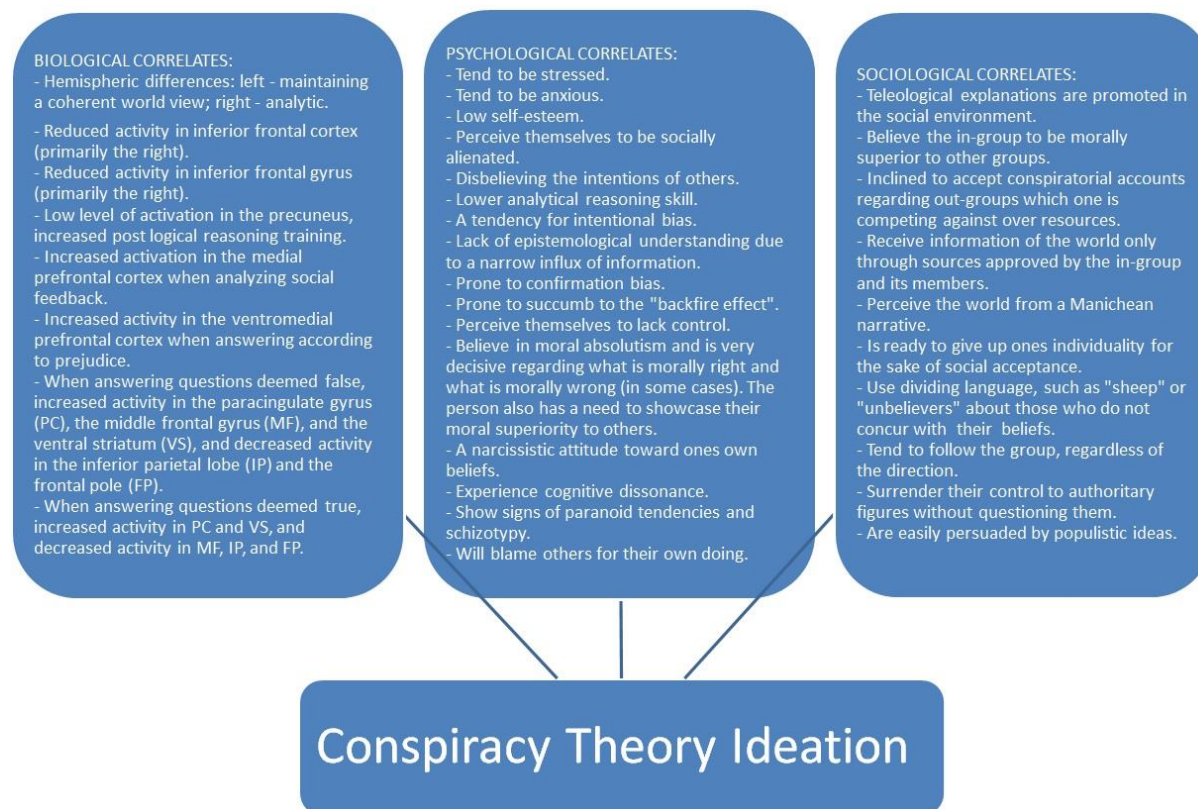 BIOLOGICAL CORRELATES:
- Hemispheric differences: left - maintaining
a coherent world view; right - analytic.
- Reduced activity in inferior frontal cortex
(primarily the right).
- Reduced activity in inferior frontal gyrus
(primarily the right).
- Low level of activation in the precuneus,
increased post logical reasoning training.
- Increased activation in the medial
prefrontal cortex when analyzing social
feedback.
- Increased activity in the ventromedial
prefrontal cortex when answering according
to prejudice.
- When answering questions deemed false,
increased activity in the paracingulate gyrus
(PC), the middle frontal gyrus (MF), and the
ventral striatum (VS), and decreased activity
in the inferior parietal lobe (IP) and the
frontal pole (FP).
- When answering questions deemed true,
increased activity in PC and VS, and
decreased activity in MF, IP, and FP.
PSYCHOLOGICAL CORRELATES:
- Tend to be stressed.
- Tend to be anxious.
- Low self-esteem.
- Perceive themselves to be socially
alienated.
- Disbelieving the intentions of others.
- Lower analytical reasoning skill.
- A tendency for intentional bias.
- Lack of epistemological understanding due
to a narrow influx of information.
- Prone to confirmation bias.
- Prone to succumb to the "backfire effect".
- Perceive themselves to lack control.
- Believe in moral absolutism and is very
decisive regarding what is morally right and
what is morally wrong (in some cases). The
person also has a need to showcase their
moral superiority to others.
- A narcissistic attitude toward ones own
beliefs.
- Experience cognitive dissonance.
- Show signs of paranoid tendencies and
schizotypy.
- Will blame others for their own doing.
SOCIOLOGICAL CORRELATES:
- Teleological explanations are promoted in
the social environment.
- Believe the in-group to be morally
superior to other groups.
- Inclined to accept conspiratorial accounts
regarding out-groups which one is
competing against over resources.
- Receive information of the world only
through sources approved by the in-group
and its members.
- Perceive the world from a Manichean
narrative.
- Is ready to give up ones individuality for
the sake of social acceptance.
- Use dividing language, such as "sheep" or
"unbelievers" about those who do not
concur with their beliefs.
- Tend to follow the group, regardless of
the direction.
- Surrender their control to authoritary
figures without questioning them.
- Are easily persuaded by populistic ideas.
Conspiracy Theory Ideation